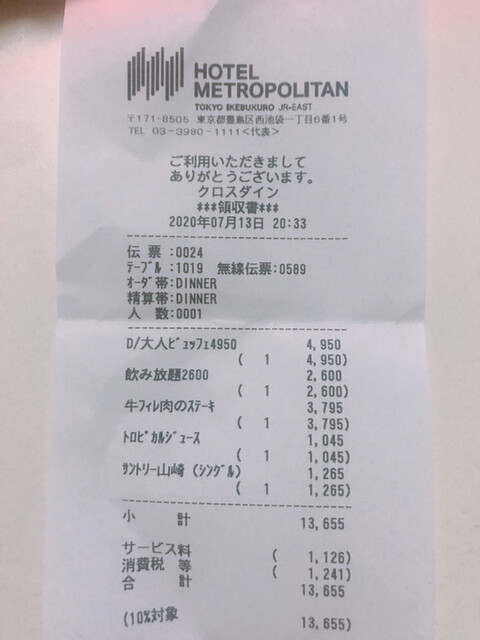 HOTEL
METROPOLITAN
TOKYO IKEBUKURO JR-EAST
〒171-8505 東京都豊島区西池袋一丁目6番1号
TEL 03-3980-1111<代表>
ご利用いただきまして
ありがとうございます。
クロスダイン
***領収書***
2020年07月13日 20:33
伝 票 :0024
ﾃｰﾌﾞﾙ :1019 無線伝票:0589
ｵｰﾀﾞ帯:DINNER
精算帯:DINNER
人 数:0001
D/大人ﾋﾞｭｯﾌｪ4950 4,950
( 1 4,950)
飲み放題2600 2,600
( 1 2,600)
牛フィレ肉のｽﾃｰｷ 3,795
( 1 3,795)
ﾄﾛﾋﾟｶﾙｼﾞｭｰｽ 1,045
( 1 1,045)
ｻﾝﾄﾘｰ山崎 (ｼﾝｸﾞﾙ) 1,265
( 1 1,265)
小 計 13,655
サービス料 ( 1,126)
消費税 等 ( 1,241)
合 計 13,655
(10%対象 13,655)